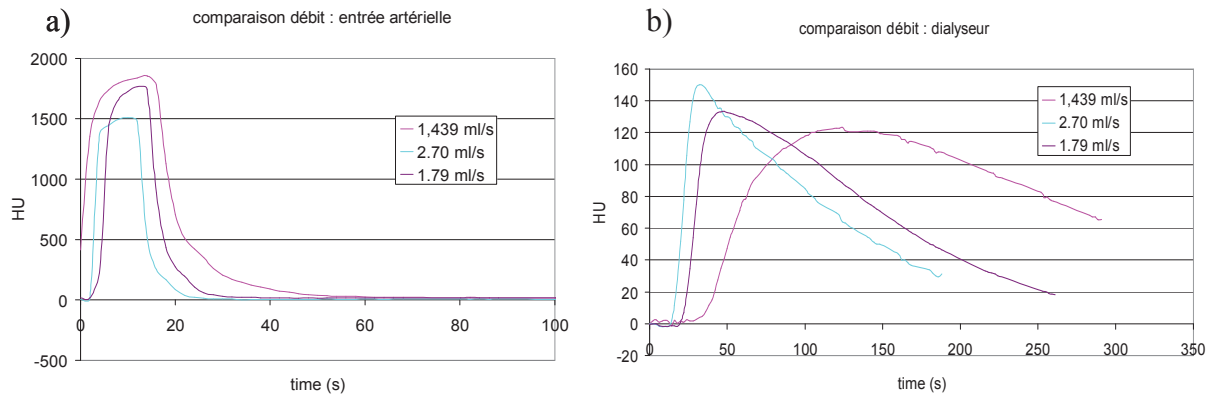 a)
comparaison débit : entrée artérielle
2000
1500
1000
500
0
-500
HU
0 20 40 60 80 100
time (s)
1,439 ml/s
2.70 ml/s
1.79 ml/s
b)
comparaison débit : dialyseur
160
140
120
100
80
60
40
20
0
-20
HU
0 50 100 150 200 250 300 350
time (s)
1,439 ml/s
2.70 ml/s
1.79 ml/s